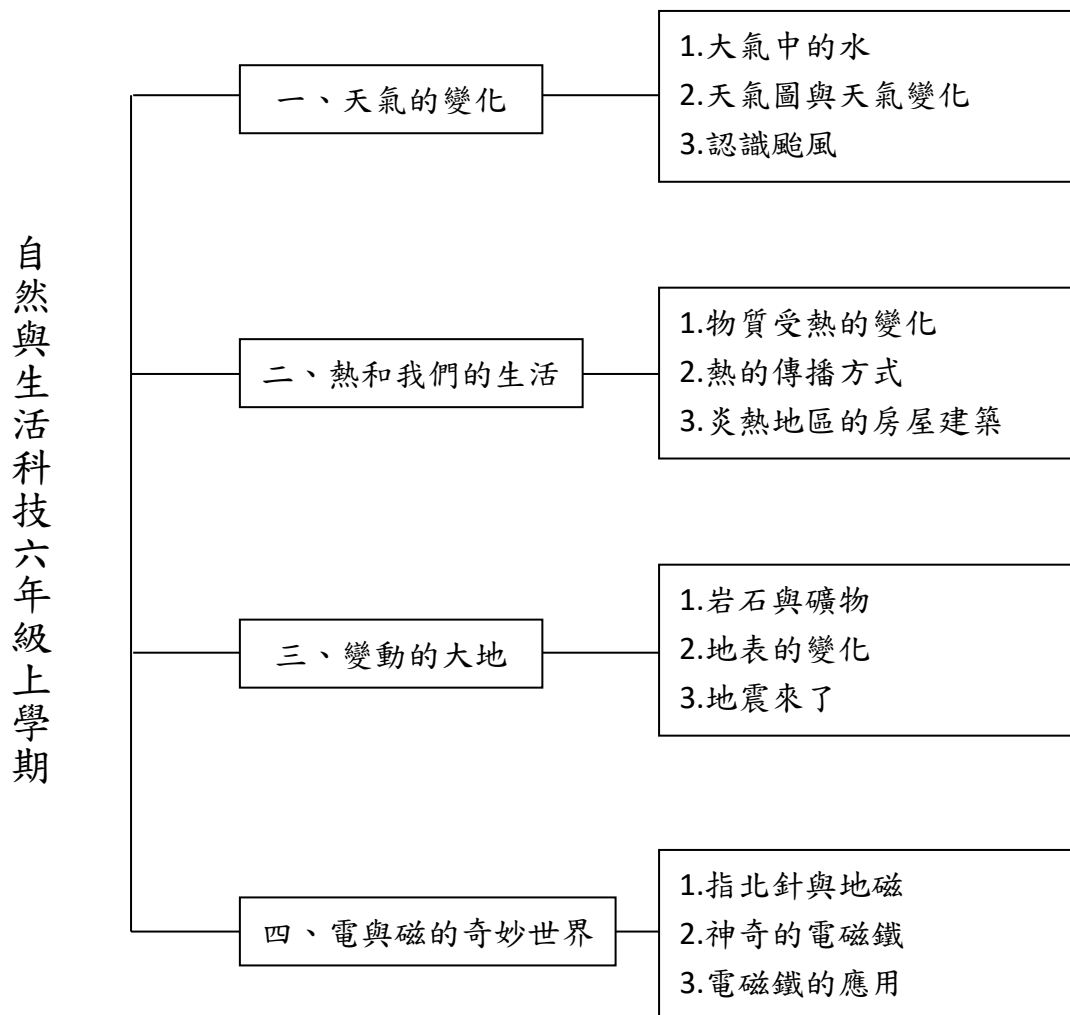 自然與生活科技六年級上學期
一、天氣的變化
1.大氣中的水
2.天氣圖與天氣變化
3.認識颱風
二、熱和我們的生活
1.物質受熱的變化
2.熱的傳播方式
3.炎熱地區的房屋建築
三、變動的大地
1.岩石與礦物
2.地表的變化
3.地震來了
四、電與磁的奇妙世界
1.指北針與地磁
2.神奇的電磁鐵
3.電磁鐵的應用